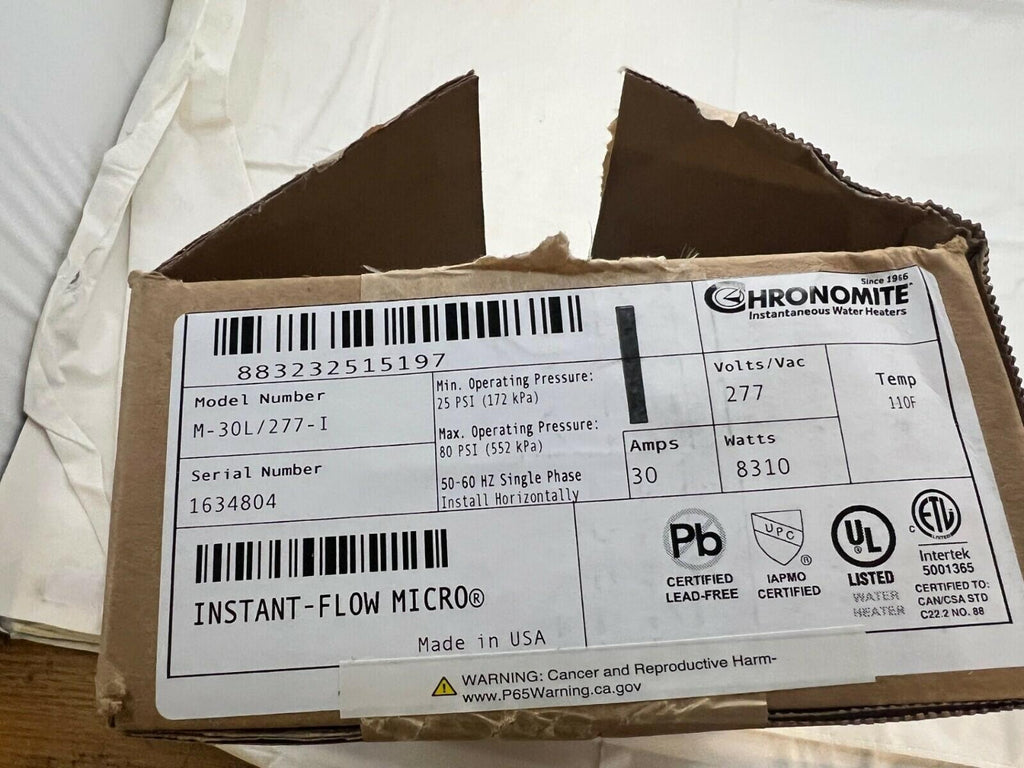 883232515197
Since 1966
CHRONOMITE
Instantaneous Water Heaters
Model Number
M-30L/277-I
Serial Number
1634804
Min. Operating Pressure:
25 PSI (172 kPa)
Max. Operating Pressure:
80 PSI (552 kPa)
50-60 HZ Single Phase
Install Horizontally
Volts/Vac
277
Amps
30
Watts
8310
Temp
110F
INSTANT-FLOW MICRO®
Made in USA
Pb
CERTIFIED
LEAD-FREE
UPC ®
IAPMO
CERTIFIED
UL
LISTED
WATER
HEATER
C ETL
LISTED
Intertek
5001365
CERTIFIED TO:
CAN/CSA STD
C22.2 NO. 88
WARNING: Cancer and Reproductive Harm-
www.P65Warning.ca.gov